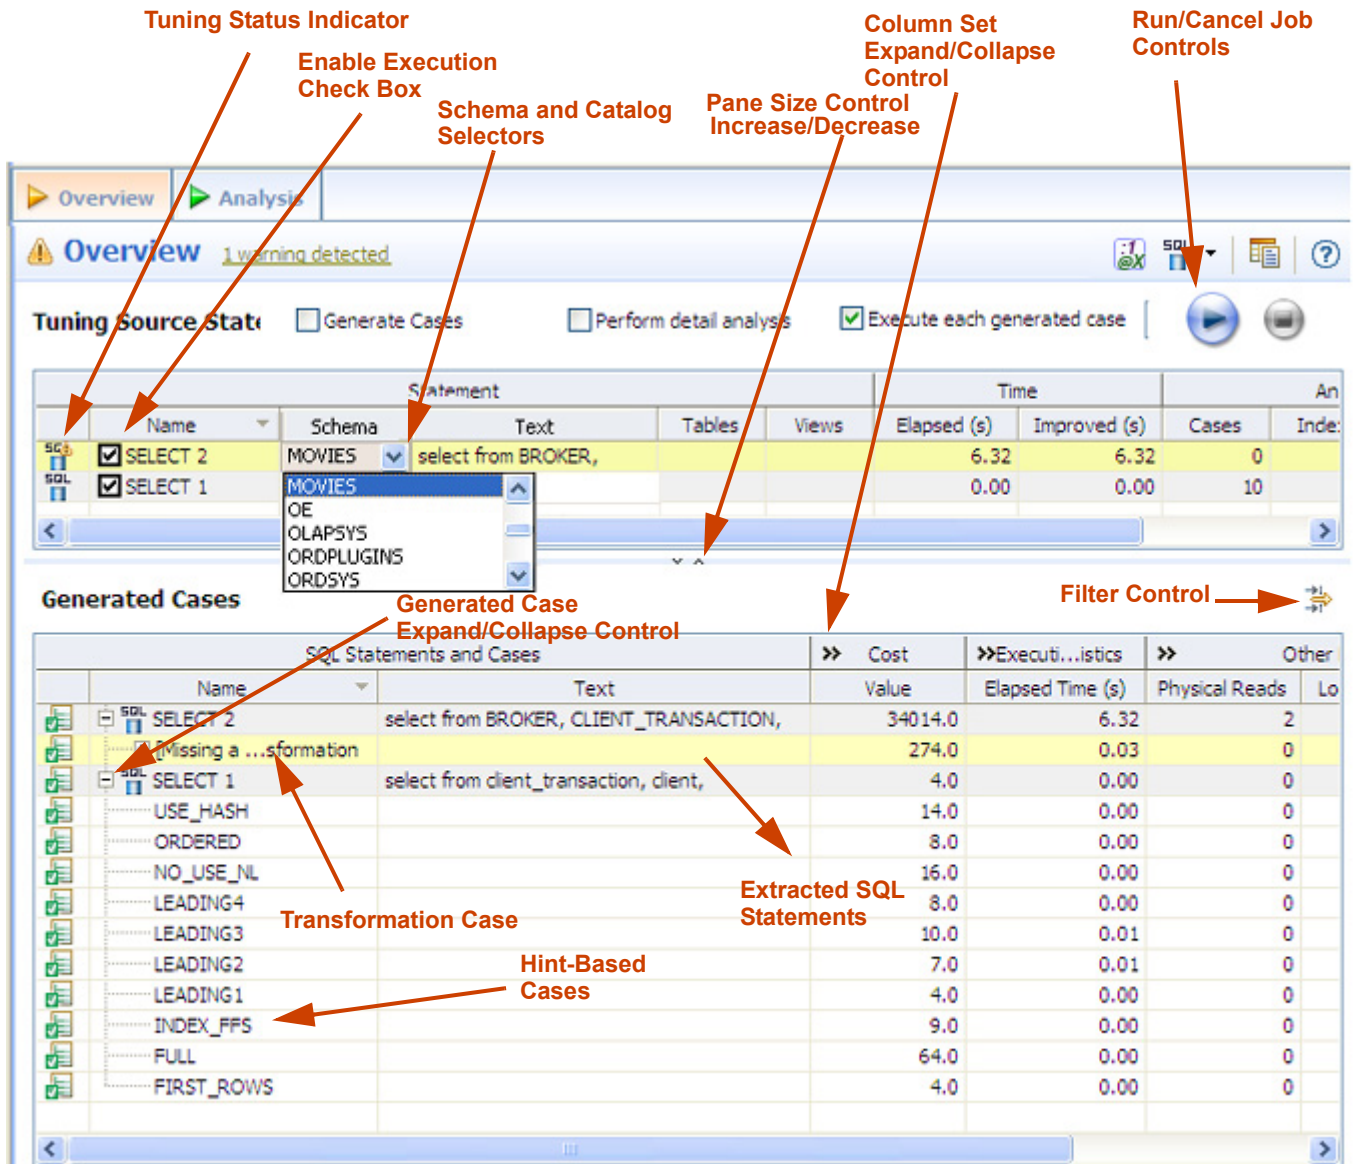 Tuning Status Indicator
Enable Execution
Check Box
Schema and Catalog
Selectors
Pane Size Control
Increase/Decrease
Column Set
Expand/Collapse
Control
Run/Cancel Job
Controls
Overview
Analysis
Overview 1 warning detected
Tuning Source State Generate Cases Perform detail analysis Execute each generated case
Statement Time An
Name Schema Text Tables Views Elapsed (s) Improved (s) Cases Inde
SELECT 2 MOVIES select from BROKER, 6.32 6.32 0
SQL SELECT 1 0.00 0.00 10
MOVIES
OE
OLAPSYS
ORDPLUGINS
ORDSYS
Generated Cases
Generated Case
Expand/Collapse Control
Filter Control
SQL Statements and Cases Cost Executi...istics Other
Name Text Value Elapsed Time (s) Physical Reads Lo
SQL SELECT 2 select from BROKER, CLIENT_TRANSACTION, 34014.0 6.32 2
[Missing a ...sformation 274.0 0.03 0
SQL SELECT 1 select from client_transaction, client, 4.0 0.00 0
USE_HASH 14.0 0.00 0
ORDERED 8.0 0.00 0
NO_USE_NL 16.0 0.00 0
LEADING4 8.0 0.00 0
LEADING3 10.0 0.01 0
LEADING2 7.0 0.01 0
LEADING1 4.0 0.00 0
INDEX_FFS 9.0 0.00 0
FULL 64.0 0.00 0
FIRST_ROWS 4.0 0.00 0
Transformation Case
Extracted SQL
Statements
Hint-Based
Cases